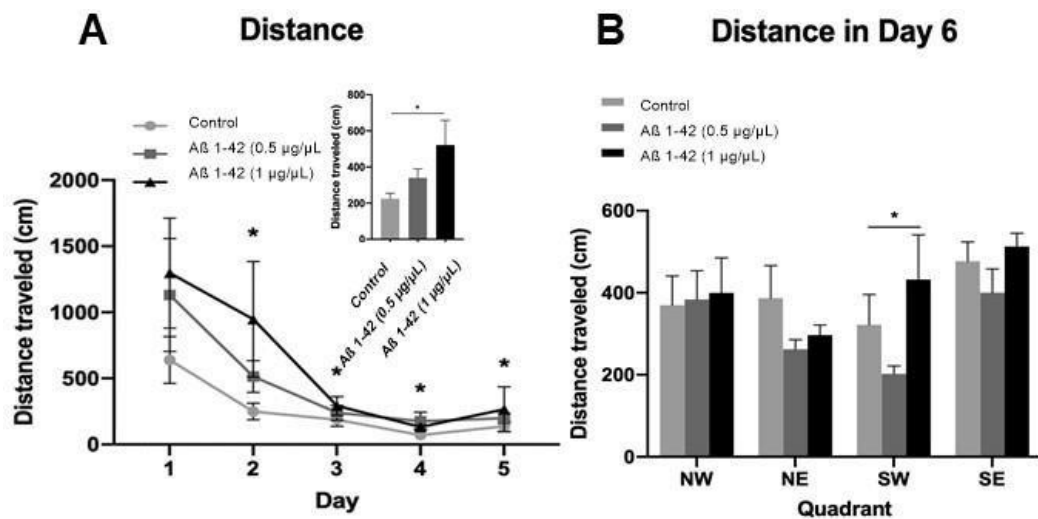 A
Distance
Control
Aß 1-42 (0.5 µg/µL
Aß 1-42 (1 µg/µL)
Distance traveled (cm)
2000
1500
1000
500
0
1 2 3 4 5
Day
*
*
*
*
Distance traveled (cm)
800
600
400
200
0
*
Control
Aß 1-42 (0.5 µg/µL)
Aß 1-42 (1 µg/µL)
B
Distance in Day 6
Control
Aß 1-42 (0.5 µg/µL)
Aß 1-42 (1 µg/µL)
Distance traveled (cm)
600
400
200
0
*
NW NE SW SE
Quadrant